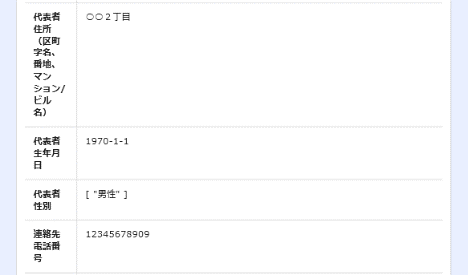 代表者
住所
（区町
字名、
番地、
マン
ション/
ビル
名）
○○２丁目
代表者
生年月
日
1970-1-1
代表者
性別
[ "男性" ]
連絡先
電話番
号
12345678909